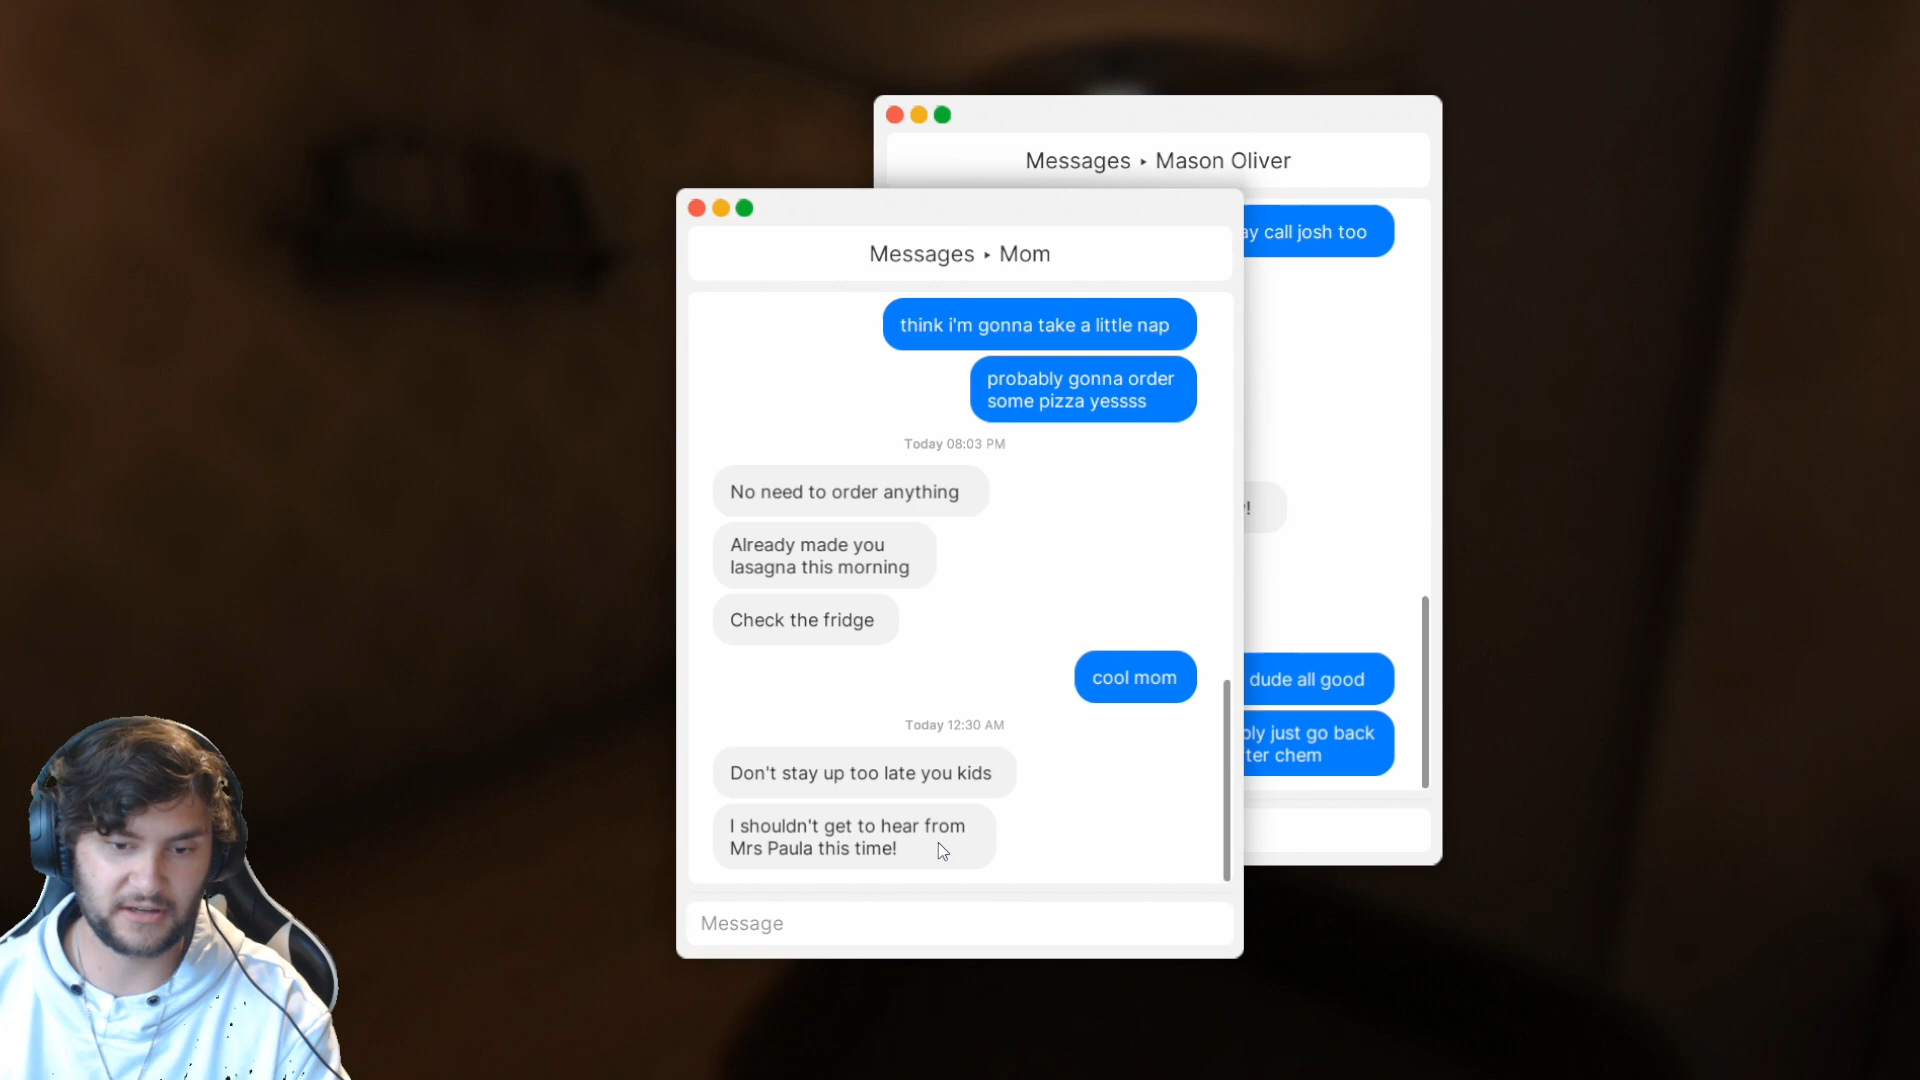 Messages ▸ Mason Oliver
call josh too
dude all good
just go back
chem
Messages ▸ Mom
think i'm gonna take a little nap
probably gonna order
some pizza yessss
Today 08:03 PM
No need to order anything
Already made you
lasagna this morning
Check the fridge
cool mom
Today 12:30 AM
Don't stay up too late you kids
I shouldn't get to hear from
Mrs Paula this time!
Message